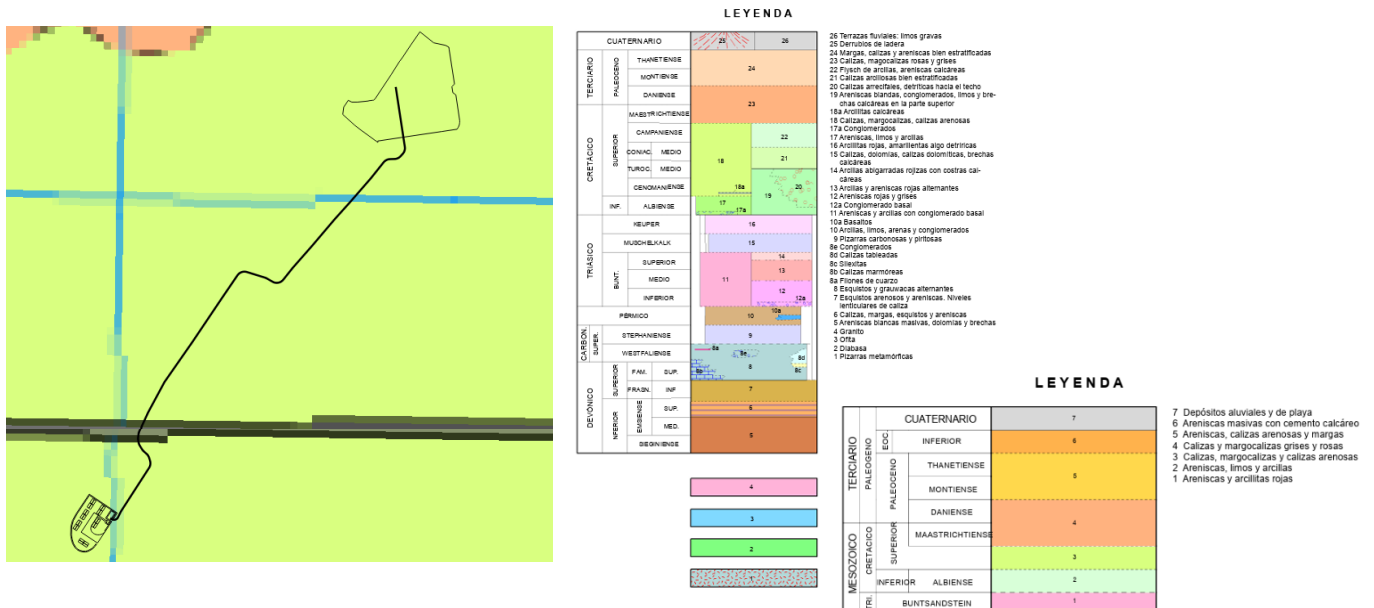 LEYENDA
CUATERNARIO
25
26
TERCIARIO
PALEOCENO
THANETIENSE
MONTIENSE
DANIENSE
24
23
CRETÁCICO
SUPERIOR
MAESTRICHTIENSE
CAMPANIENSE
CONIAC.
MEDIO
TUROC.
MEDIO
CENOMANIENSE
INF.
ALBIENSE
22
21
18
20
18a
19
17
17a
TRIÁSICO
KEUPER
MUSCHELKALK
BUNT.
SUPERIOR
MEDIO
INFERIOR
16
15
14
13
11
12
12a
PÉRMICO
10
10a
CARBON.
SUPER.
STEPHANIENSE
WESTFALIENSE
9
8a
8e
8d
8b
8
8c
DEVÓNICO
SUPERIOR
FAM.
SUP.
FRASN.
INF
INFERIOR
EMSIENSE
SUP.
MED.
SIEGINIENSE
7
6
5
4
3
2
1
26 Terrazas fluviales: limos gravas
25 Derrubios de ladera
24 Margas, calizas y areniscas bien estratificadas
23 Calizas, magocalizas rosas y grises
22 Flysch de arcillas, areniscas calcáreas
21 Calizas arcillosas bien estratificadas
20 Calizas arrecifales, detríticas hacia el techo
19 Areniscas blandas, conglomerados, limos y bre-
chas calcáreas en la parte superior
18a Arcillitas calcáreas
18 Calizas, margocalizas, calizas arenosas
17a Conglomerados
17 Areniscas, limos y arcillas
16 Arcillitas rojas, amarillentas algo detríticas
15 Calizas, dolomías, calizas dolomíticas, brechas
calcáreas
14 Arcillas abigarradas rojizas con costras cal-
cáreas
13 Arcillas y areniscas rojas alternantes
12 Areniscas rojas y grises
12a Conglomerado basal
11 Areniscas y arcillas con conglomerado basal
10a Basaltos
10 Arcillas, limos, arenas y conglomerados
9 Pizarras carbonosas y piritosas
8e Conglomerados
8d Calizas tableadas
8c Silexitas
8b Calizas marmóreas
8a Filones de cuarzo
8 Esquistos y grauwacas alternantes
7 Esquistos arenosos y areniscas. Niveles
lenticulares de caliza
6 Calizas, margas, esquistos y areniscas
5 Areniscas blancas masivas, dolomías y brechas
4 Granito
3 Ofita
2 Diabasa
1 Pizarras metamórficas
LEYENDA
CUATERNARIO
7
TERCIARIO
PALEOGENO
EOC.
INFERIOR
6
PALEOCENO
THANETIENSE
MONTIENSE
DANIENSE
5
4
MESOZOICO
CRETACICO
SUPERIOR
MAASTRICHTIENSE
3
INFERIOR
ALBIENSE
2
TRI.
BUNTSANDSTEIN
1
7 Depósitos aluviales y de playa
6 Areniscas masivas con cemento calcáreo
5 Areniscas, calizas arenosas y margas
4 Calizas y margocalizas grises y rosas
3 Calizas, margocalizas y calizas arenosas
2 Areniscas, limos y arcillas
1 Areniscas y arcillitas rojas